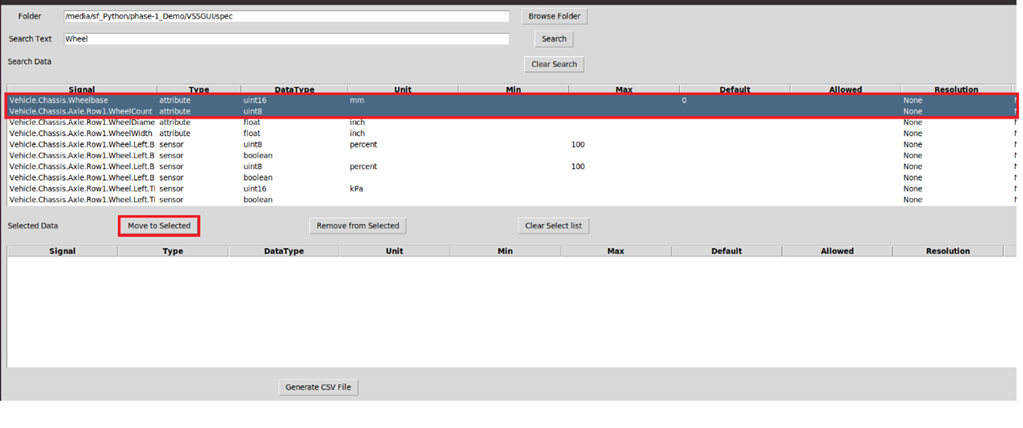 Folder /media/sf_Python/phase-1_Demo/VSSGUI/spec Browse Folder
Search Text Wheel Search
Search Data Clear Search
Signal Type DataType Unit Min Max Default Allowed Resolution
Vehicle.Chassis.Wheelbase attribute uint16 mm 0 None
Vehicle.Chassis.Axle.Row1.WheelCount attribute uint8 None
Vehicle.Chassis.Axle.Row1.WheelDiame attribute float inch None
Vehicle.Chassis.Axle.Row1.WheelWidth attribute float inch None
Vehicle.Chassis.Axle.Row1.Wheel.Left.B sensor uint8 percent 100 None
Vehicle.Chassis.Axle.Row1.Wheel.Left.B sensor boolean None
Vehicle.Chassis.Axle.Row1.Wheel.Left.B sensor uint8 percent 100 None
Vehicle.Chassis.Axle.Row1.Wheel.Left.B sensor boolean None
Vehicle.Chassis.Axle.Row1.Wheel.Left.Ti sensor uint16 kPa None
Vehicle.Chassis.Axle.Row1.Wheel.Left.Ti sensor boolean None
Selected Data Move to Selected Remove from Selected Clear Select list
Signal Type DataType Unit Min Max Default Allowed Resolution
Generate CSV File